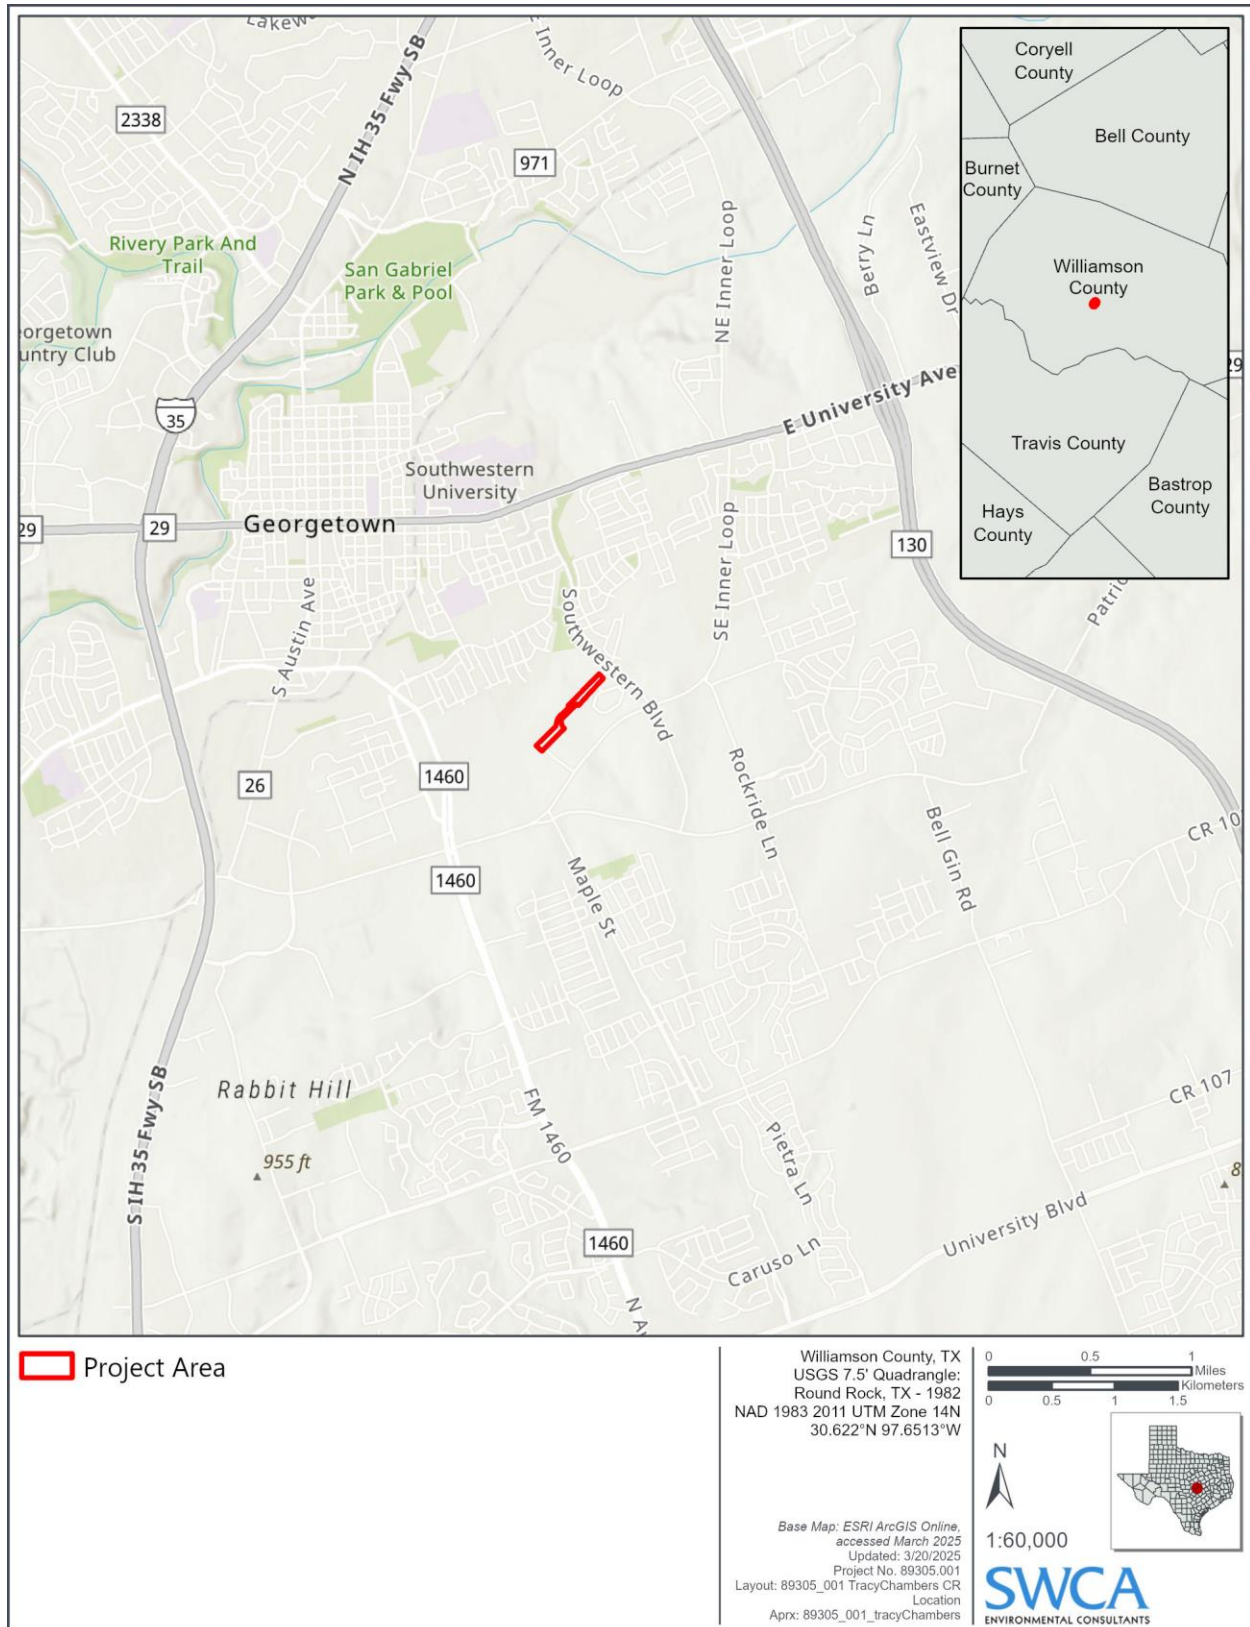 Lakew
E Inner Loop
2338
N IH 35 Fwy SB
971
Rivery Park And
Trail
San Gabriel
Park & Pool
NE Inner Loop
Barry Ln
Eastview Dr
eorgetown
untry Club
35
E University Ave
29
Southwestern
University
29
29
Georgetown
130
S Austin Ave
Southwestern Blvd
SE Inner Loop
Patric
1460
26
Rockride Ln
Bell Gin Rd
CR 10
1460
Maple St
Rabbit Hill
FM 1460
CR 107
S IH 35 Fwy SB
955 ft
Pietra Ln
8
University Blvd
1460
Caruso Ln
N A
Coryell
County
Bell County
Burnet
County
Williamson
County
Travis County
Bastrop
County
Hays
County
Project Area
Williamson County, TX
USGS 7.5' Quadrangle:
Round Rock, TX - 1982
NAD 1983 2011 UTM Zone 14N
30.622°N 97.6513°W
Base Map: ESRI ArcGIS Online,
accessed March 2025
Updated: 3/20/2025
Project No. 89305.001
Layout: 89305_001 TracyChambers CR
Location
Aprx: 89305_001_tracyChambers
0 0.5 1
Miles
Kilometers
0 0.5 1 1.5
N
1:60,000
SWCA
ENVIRONMENTAL CONSULTANTS